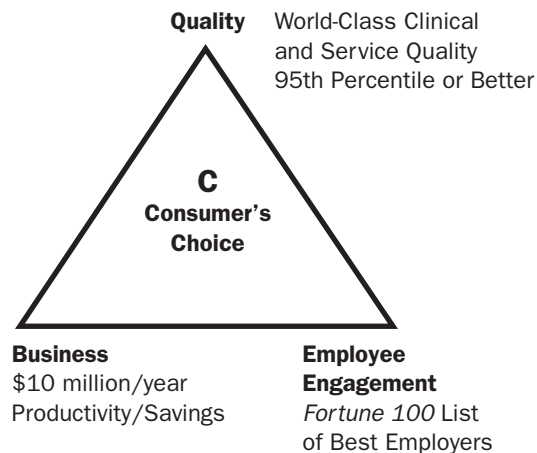 Quality World-Class Clinical
and Service Quality
95th Percentile or Better
C
Consumer’s
Choice
Business
$10 million/year
Productivity/Savings
Employee
Engagement
Fortune 100 List
of Best Employers